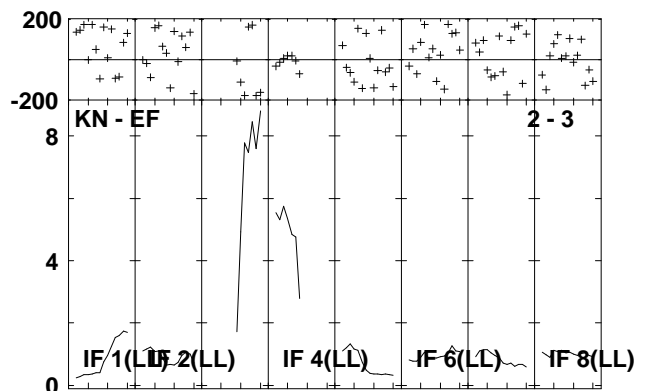 200
-200
KN - EF 2 - 3
8
4
IF 1(LL) IF 2(LL) IF 4(LL) IF 6(LL) IF 8(LL)
0